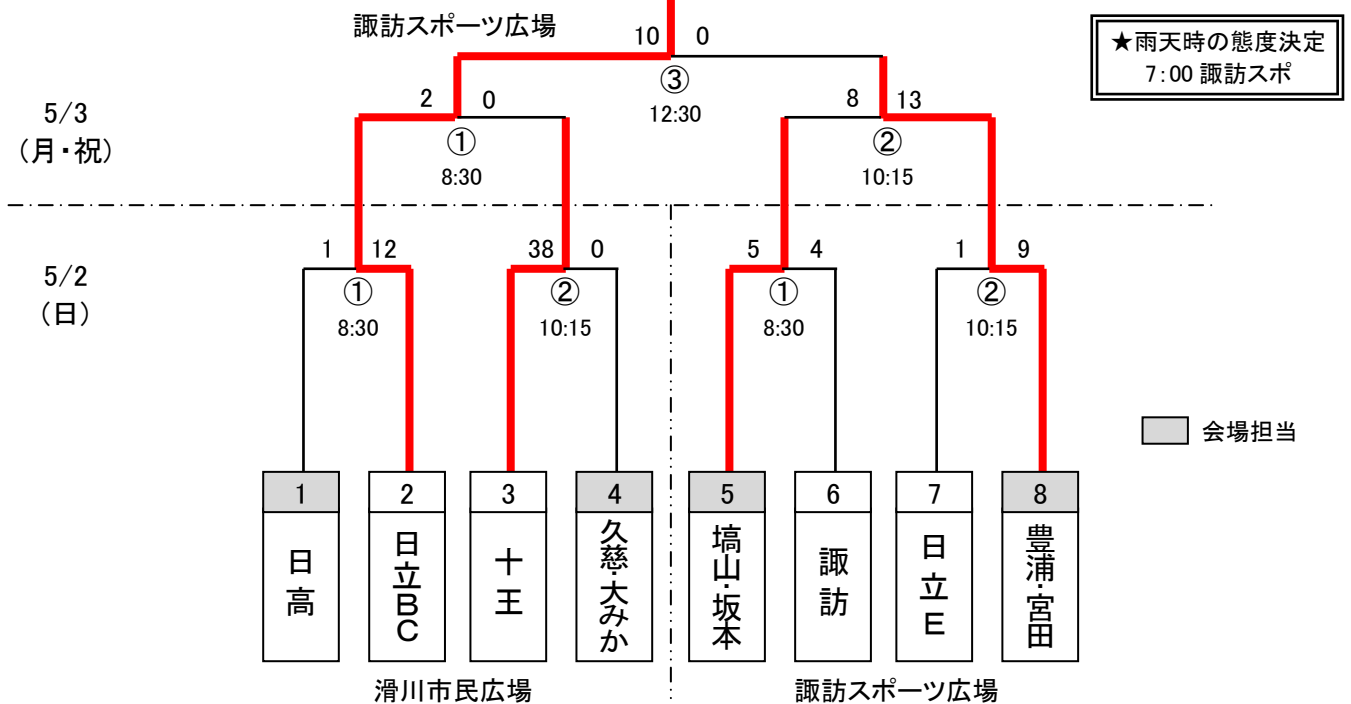 諏訪スポーツ広場
10 0
★雨天時の態度決定
7:00 諏訪スポ
③
12:30
5/3
(月・祝)
2 0
8 13
①
8:30
②
10:15
5/2
(日)
1 12
38 0
5 4
1 9
①
8:30
②
10:15
①
8:30
②
10:15
会場担当
1
日高
2
日立BC
3
十王
4
久慈・大みか
5
塙山・坂本
6
諏訪
7
日立E
8
豊浦・宮田
滑川市民広場
諏訪スポーツ広場